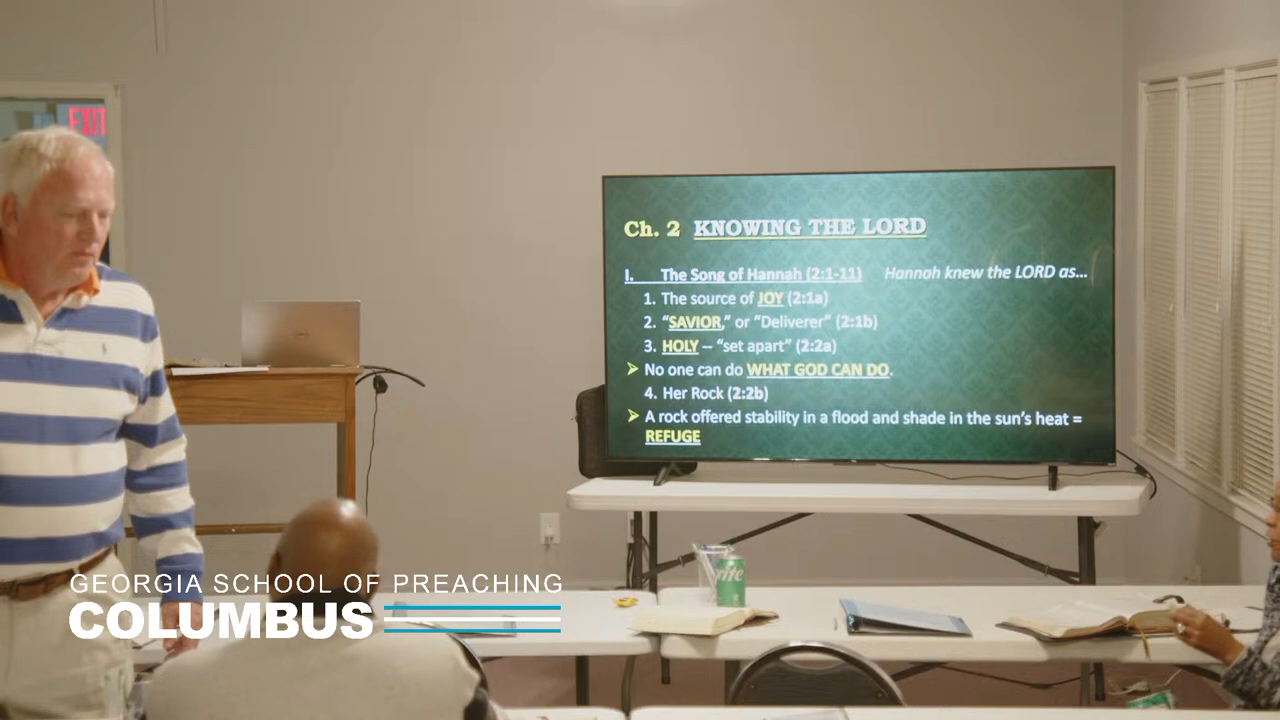 EXIT
Ch. 2 KNOWING THE LORD
I. The Song of Hannah (2:1-11) Hannah knew the LORD as...
1. The source of JOY (2:1a)
2. “SAVIOR,” or “Deliverer” (2:1b)
3. HOLY – “set apart” (2:2a)
➢ No one can do WHAT GOD CAN DO.
4. Her Rock (2:2b)
➢ A rock offered stability in a flood and shade in the sun’s heat =
REFUGE
rite
GEORGIA SCHOOL OF PREACHING
COLUMBUS